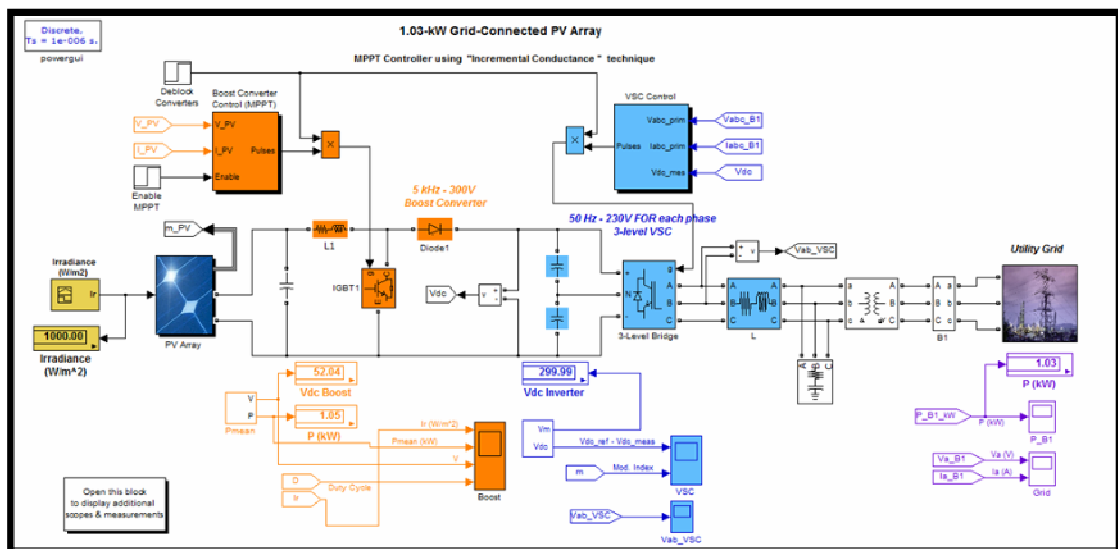 Discrete,
Ts = 1e-006 s.
powergui
1.03-kW Grid-Connected PV Array
MPPT Controller using "Incremental Conductance " technique
Deblock
Converters
Boost Converter
Control (MPPT)
V_PV
V_PV
I_PV
I_PV
Pulses
Enable
Enable
MPPT
X
X
VSC Control
Vabc_prim
Vabc_B1
Pulses
Iabc_prim
Iabc_B1
Vdc_mes
Vdc
5 kHz - 300V
Boost Converter
50 Hz - 230V FOR each phase
3-level VSC
m_PV
L1
Diode1
IGBT1
Vdc
v
v
Vab_VSC
Utility Grid
Irradiance
(W/m2)
Ir
1000.00
Irradiance
(W/m^2)
PV Array
+
N
-
g
A
B
C
3-Level Bridge
A A
B B
C C
L
A a
B b
C c
A B C
a A
b B
c C
B1
52.04
Vdc Boost
V
P
Pmean
1.05
P (kW)
299.99
Vdc Inverter
1.03
P (kW)
Ir (W/m^2)
Pmean (kW)
V
D
Duty Cycle
Ir
Boost
Vm
Vdc
Vdc_ref - Vdc_meas
m
Mod. Index
VSC
Vab_VSC
Vab_VSC
P_B1_kW
P (kW)
P_B1
Va_B1
Va (V)
Ia_B1
Ia (A)
Grid
Open this block
to display additional
scopes & measurements